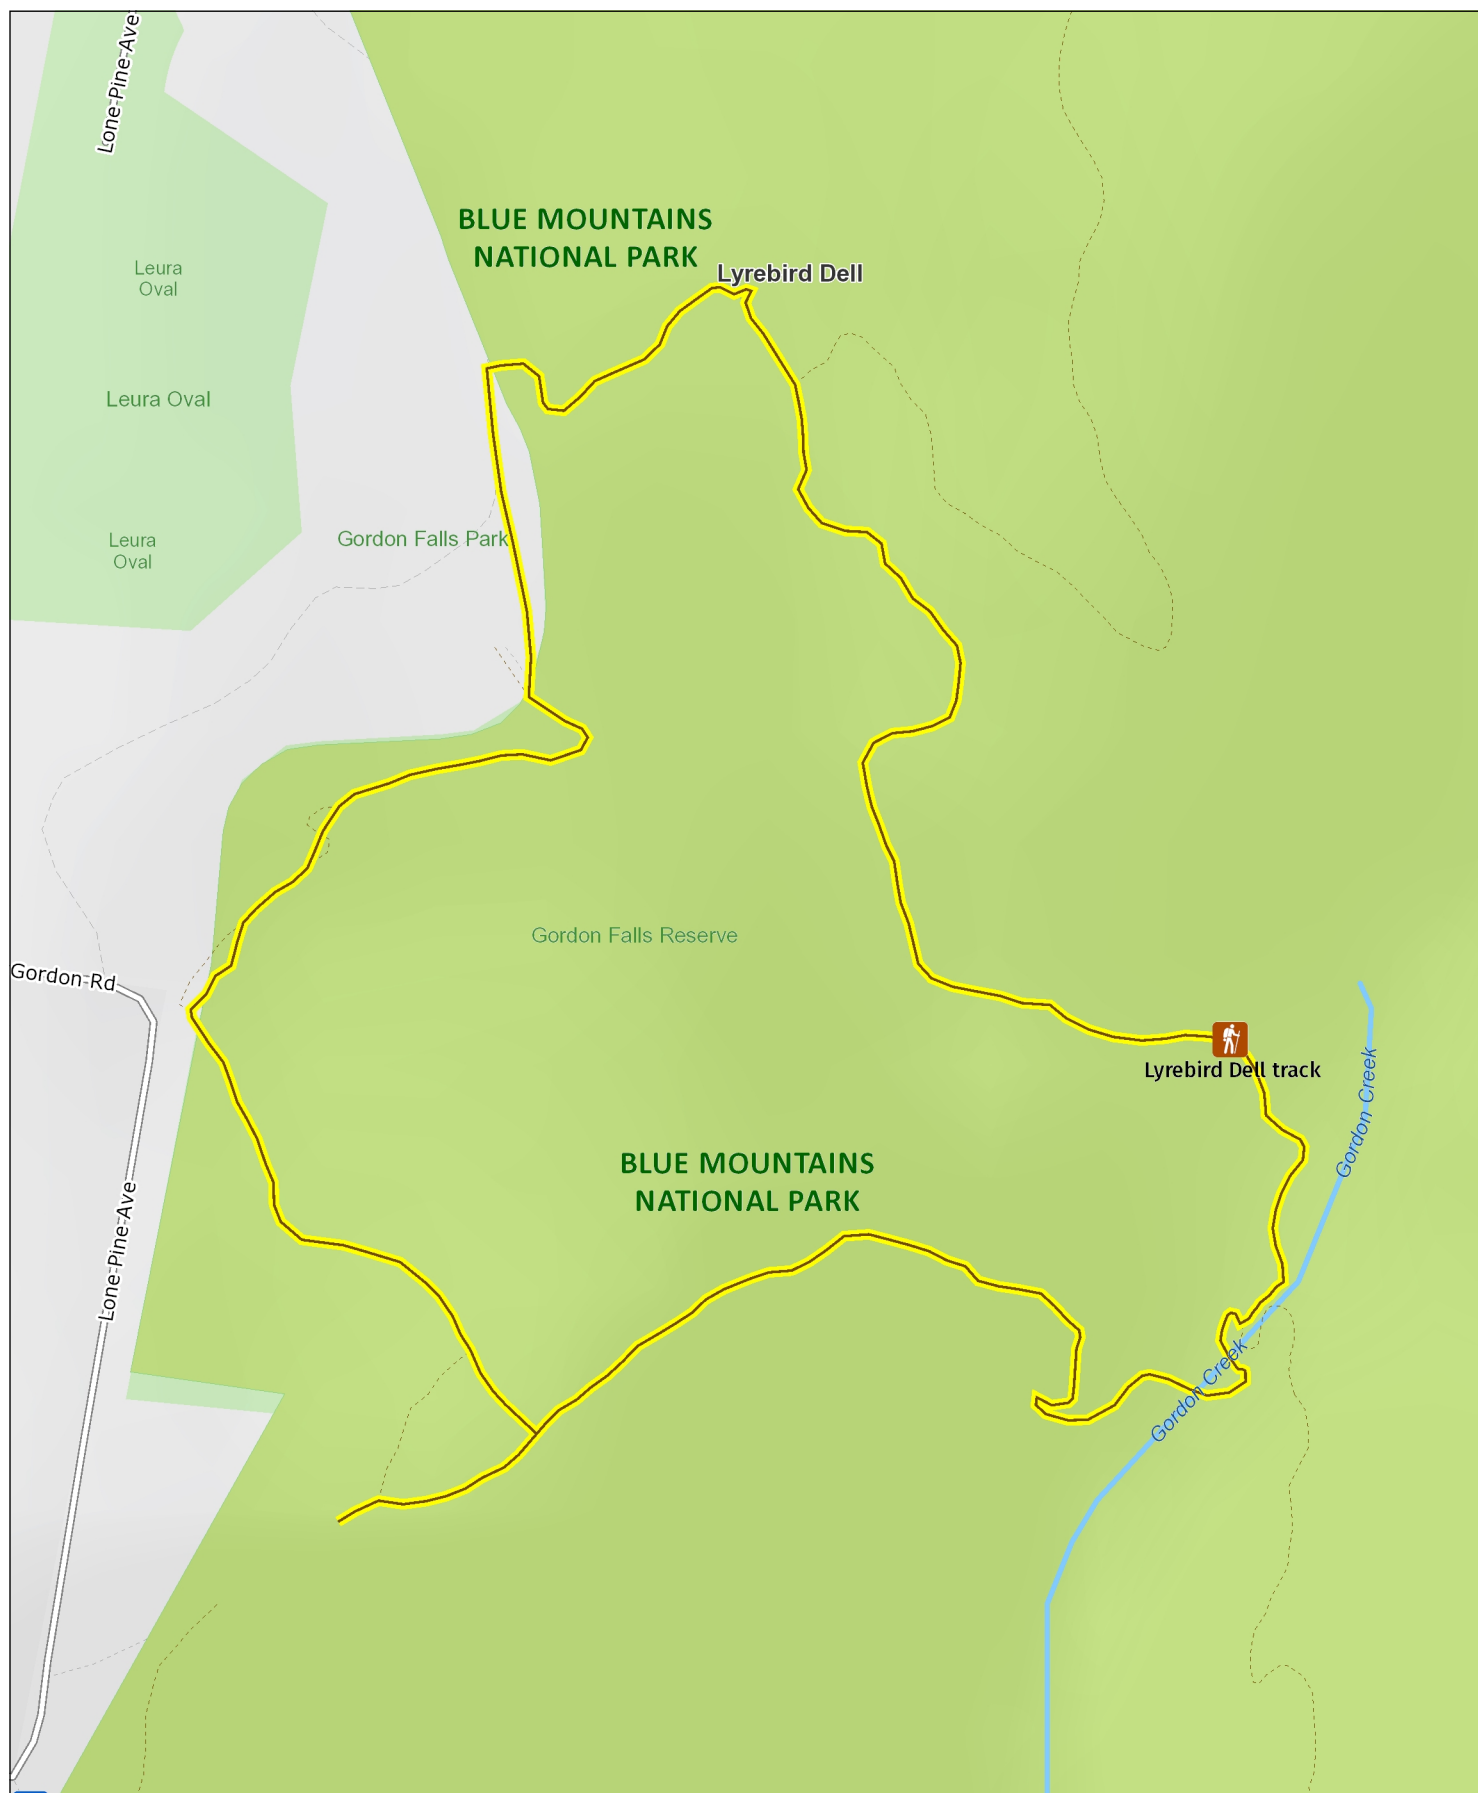 Lone-Pine-Ave
BLUE MOUNTAINS
NATIONAL PARK
Lyrebird Dell
Leura
Oval
Leura Oval
Gordon Falls Park
Leura
Oval
Gordon Falls Reserve
Gordon-Rd
Lyrebird Dell track
Gordon Creek
BLUE MOUNTAINS
NATIONAL PARK
Lone-Pine-Ave
Gordon Creek